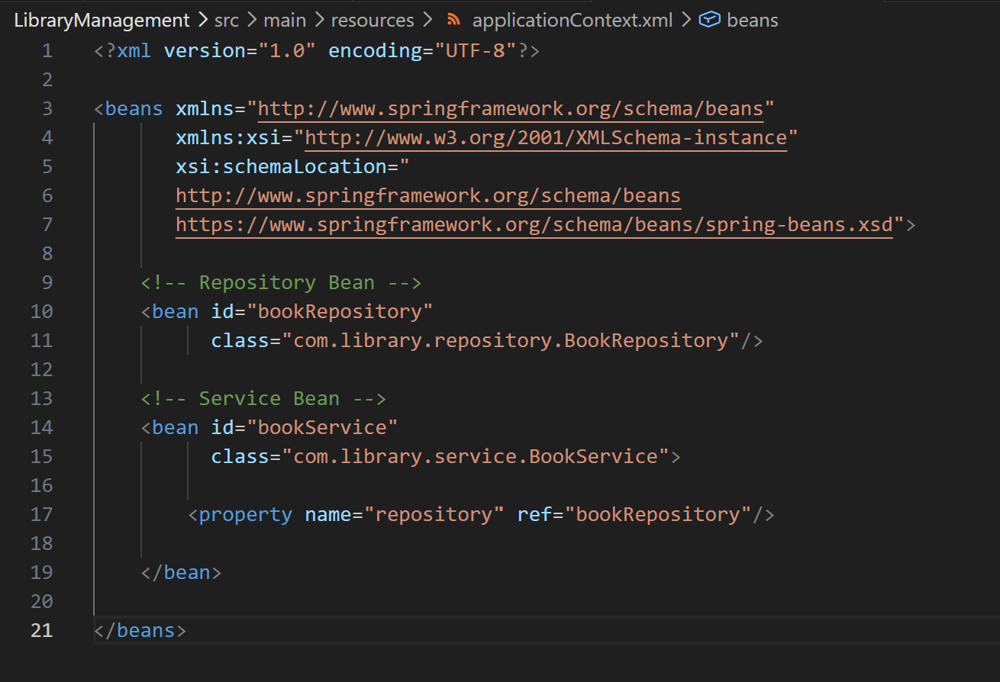 LibraryManagement > src > main > resources > applicationContext.xml > beans
1 <?xml version="1.0" encoding="UTF-8"?>
2
3 <beans xmlns="http://www.springframework.org/schema/beans"
4 xmlns:xsi="http://www.w3.org/2001/XMLSchema-instance"
5 xsi:schemaLocation="
6 http://www.springframework.org/schema/beans
7 https://www.springframework.org/schema/beans/spring-beans.xsd">
8
9 <!-- Repository Bean -->
10 <bean id="bookRepository"
11 class="com.library.repository.BookRepository"/>
12
13 <!-- Service Bean -->
14 <bean id="bookService"
15 class="com.library.service.BookService">
16
17 <property name="repository" ref="bookRepository"/>
18
19 </bean>
20
21 </beans>